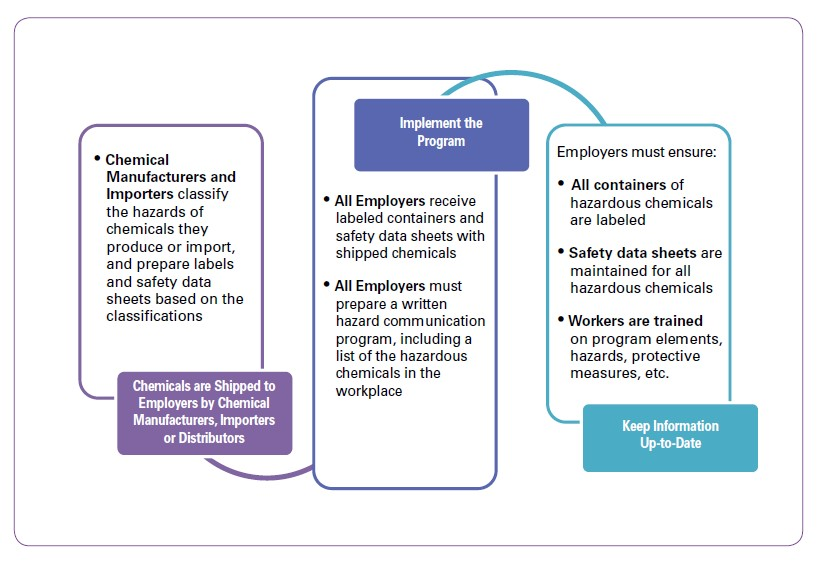 • Chemical
Manufacturers and
Importers classify
the hazards of
chemicals they
produce or import,
and prepare labels
and safety data
sheets based on the
classifications
Chemicals are Shipped to
Employers by Chemical
Manufacturers, Importers
or Distributors
Implement the
Program
• All Employers receive
labeled containers and
safety data sheets with
shipped chemicals
• All Employers must
prepare a written
hazard communication
program, including a
list of the hazardous
chemicals in the
workplace
Employers must ensure:
• All containers of
hazardous chemicals
are labeled
• Safety data sheets are
maintained for all
hazardous chemicals
• Workers are trained
on program elements,
hazards, protective
measures, etc.
Keep Information
Up-to-Date